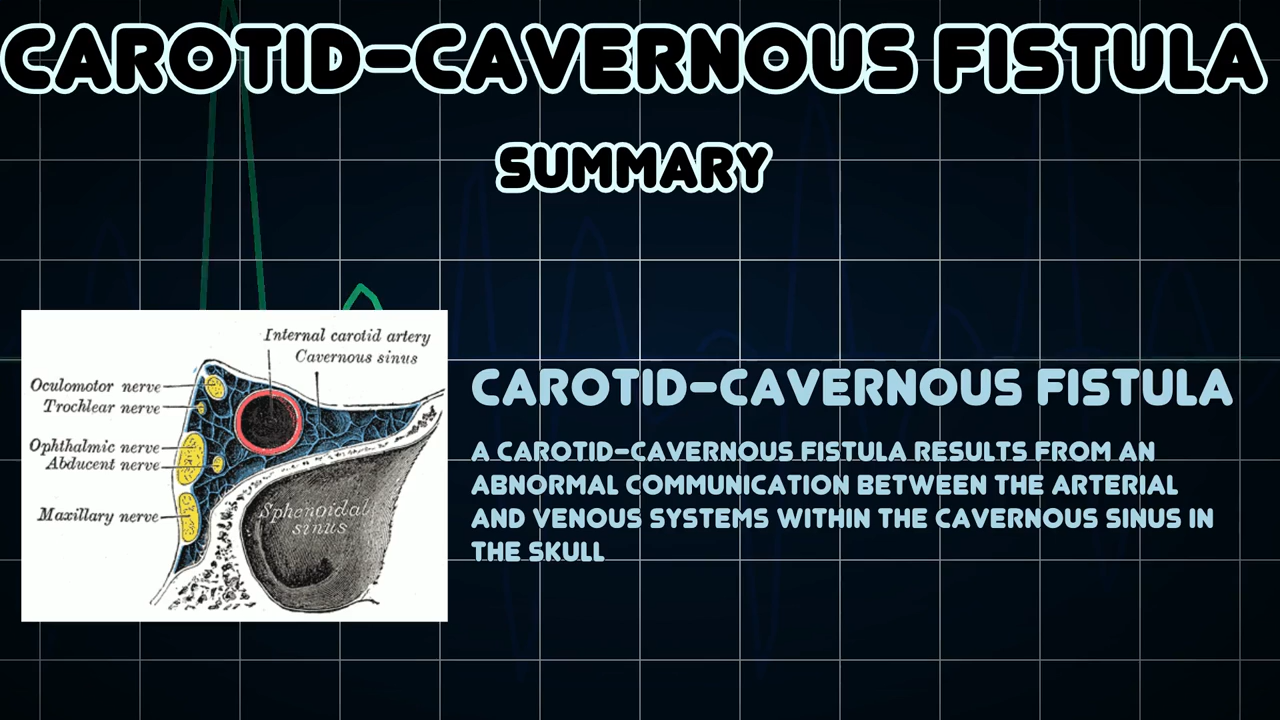 CAROTID-CAVERNOUS FISTULA
SUMMARY
Internal carotid artery
Cavernous sinus
Oculomotor nerve
Trochlear nerve
Ophthalmic nerve
Abducent nerve
Maxillary nerve
Sphenoidal
sinus
CAROTID-CAVERNOUS FISTULA
A CAROTID-CAVERNOUS FISTULA RESULTS FROM AN
ABNORMAL COMMUNICATION BETWEEN THE ARTERIAL
AND VENOUS SYSTEMS WITHIN THE CAVERNOUS SINUS IN
THE SKULL